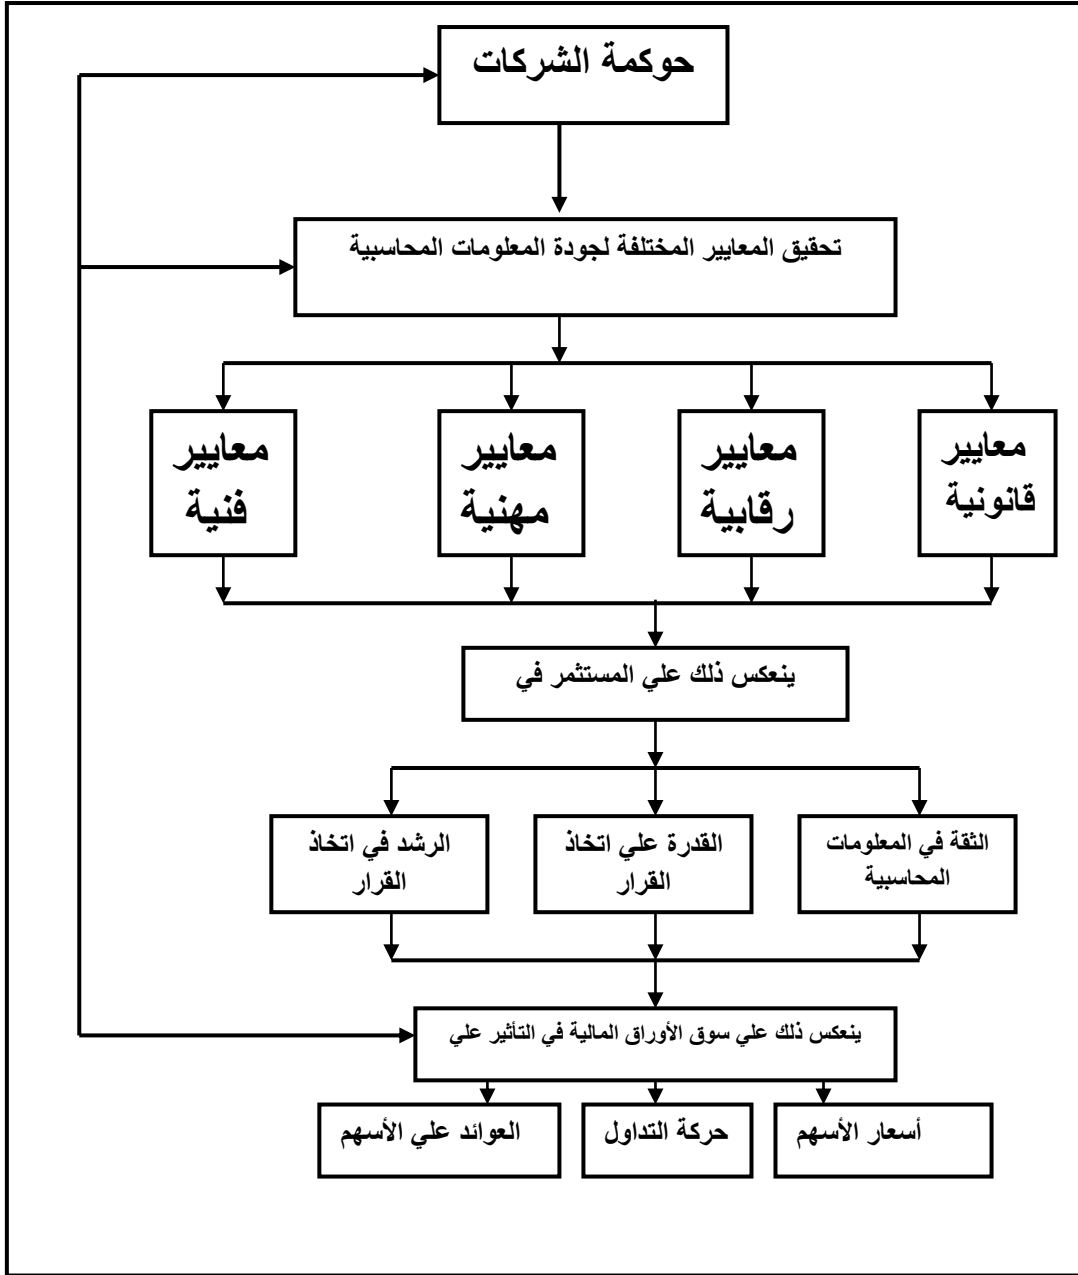 حوكمة الشركات
تحقيق المعايير المختلفة لجودة المعلومات المحاسبية
معايير
قانونية
معايير
رقابية
معايير
مهنية
معايير
فنية
ينعكس ذلك علي المستثمر في
الثقة في المعلومات
المحاسبية
القدرة علي اتخاذ
القرار
الرشد في اتخاذ
القرار
ينعكس ذلك علي سوق الأوراق المالية في التأثير علي
أسعار الأسهم
حركة التداول
العوائد علي الأسهم